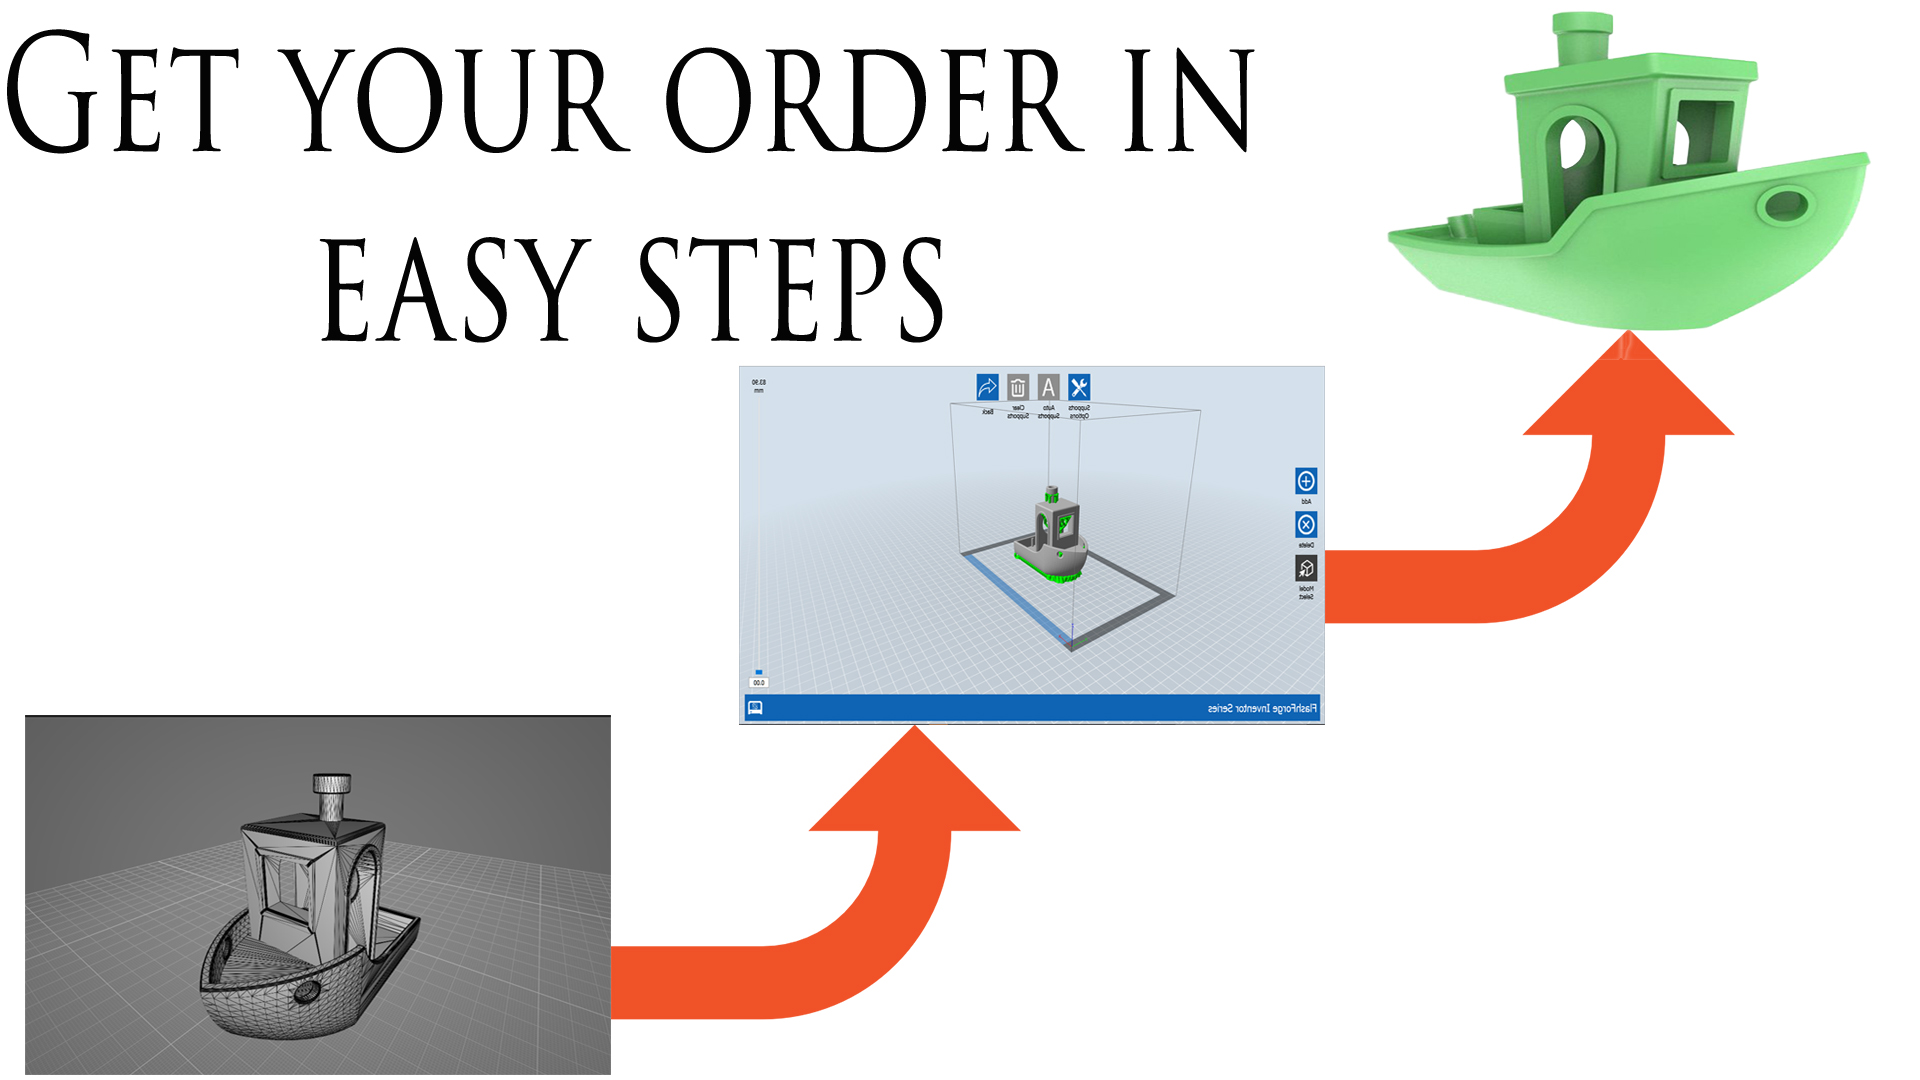 GET YOUR ORDER IN
EASY STEPS
83.90
mm
Back
Clear
Supports
Auto
Supports
A
Supports
Options
Add
Delete
Model
Select
0.00
FlashForge Inventor Series